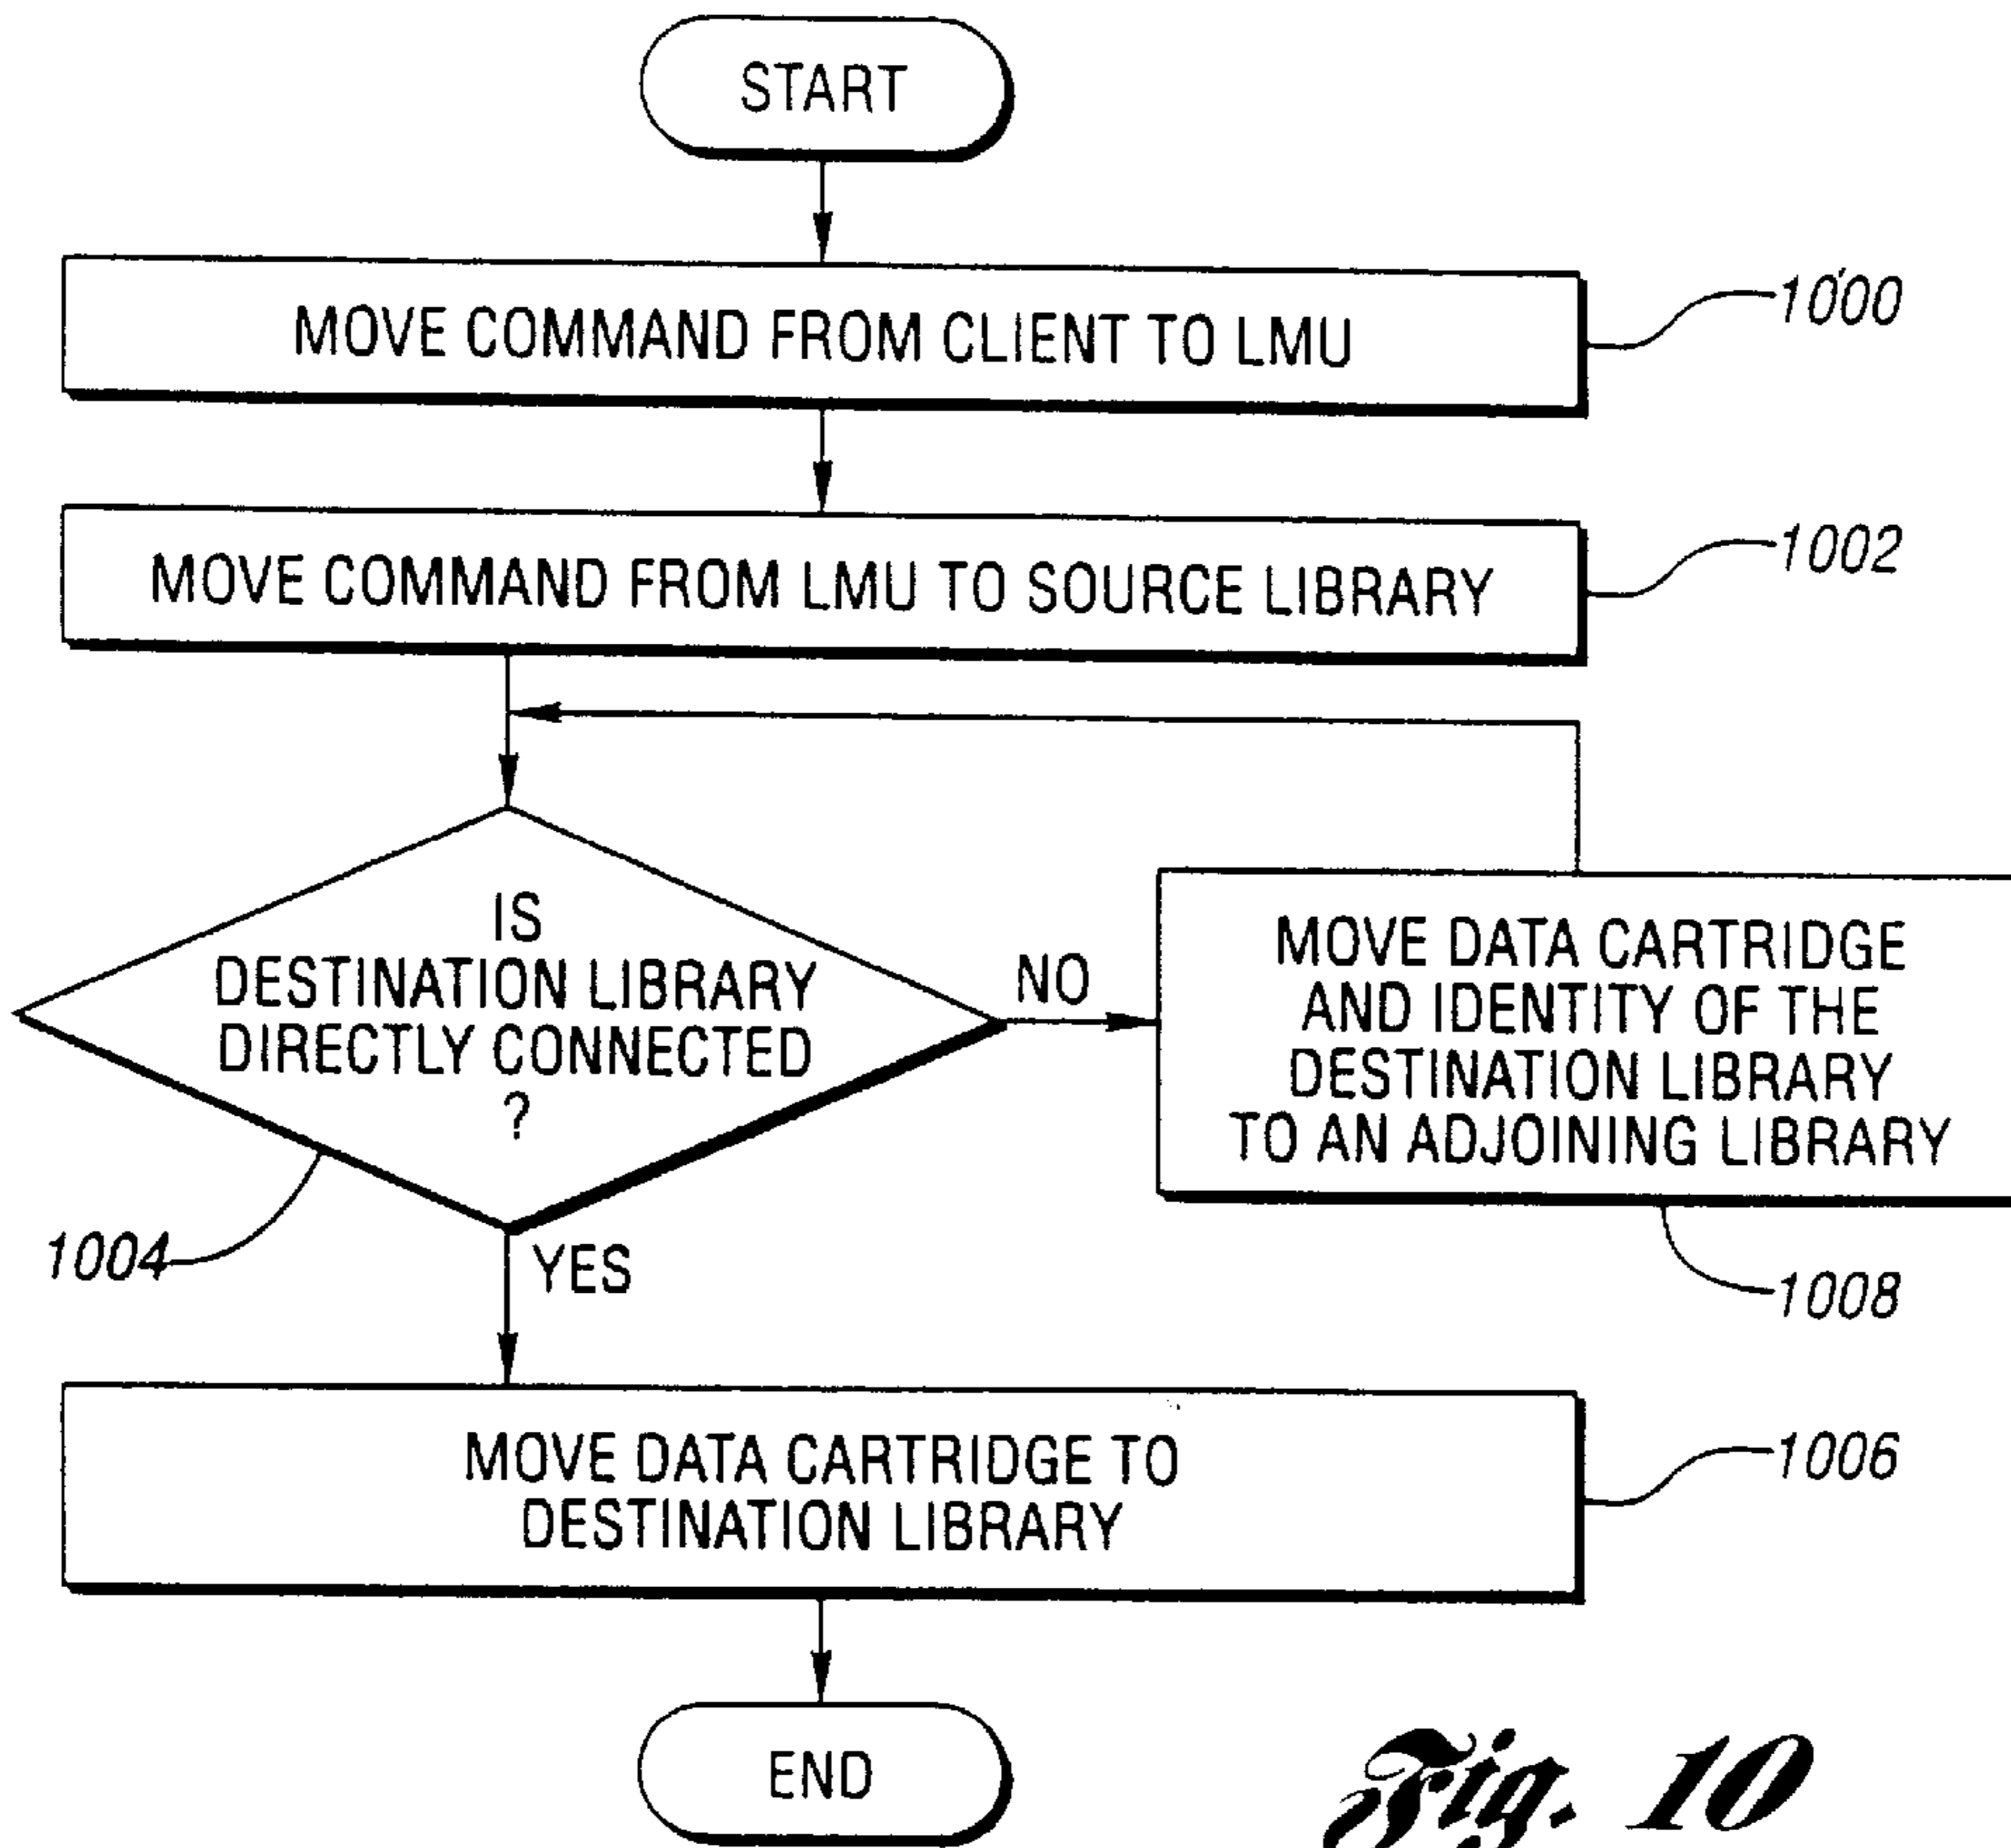 START
MOVE COMMAND FROM CLIENT TO LMU
1000
MOVE COMMAND FROM LMU TO SOURCE LIBRARY
1002
IS
DESTINATION LIBRARY
DIRECTLY CONNECTED
?
1004
NO
MOVE DATA CARTRIDGE
AND IDENTITY OF THE
DESTINATION LIBRARY
TO AN ADJOINING LIBRARY
1008
YES
MOVE DATA CARTRIDGE TO
DESTINATION LIBRARY
1006
END
Fig. 10